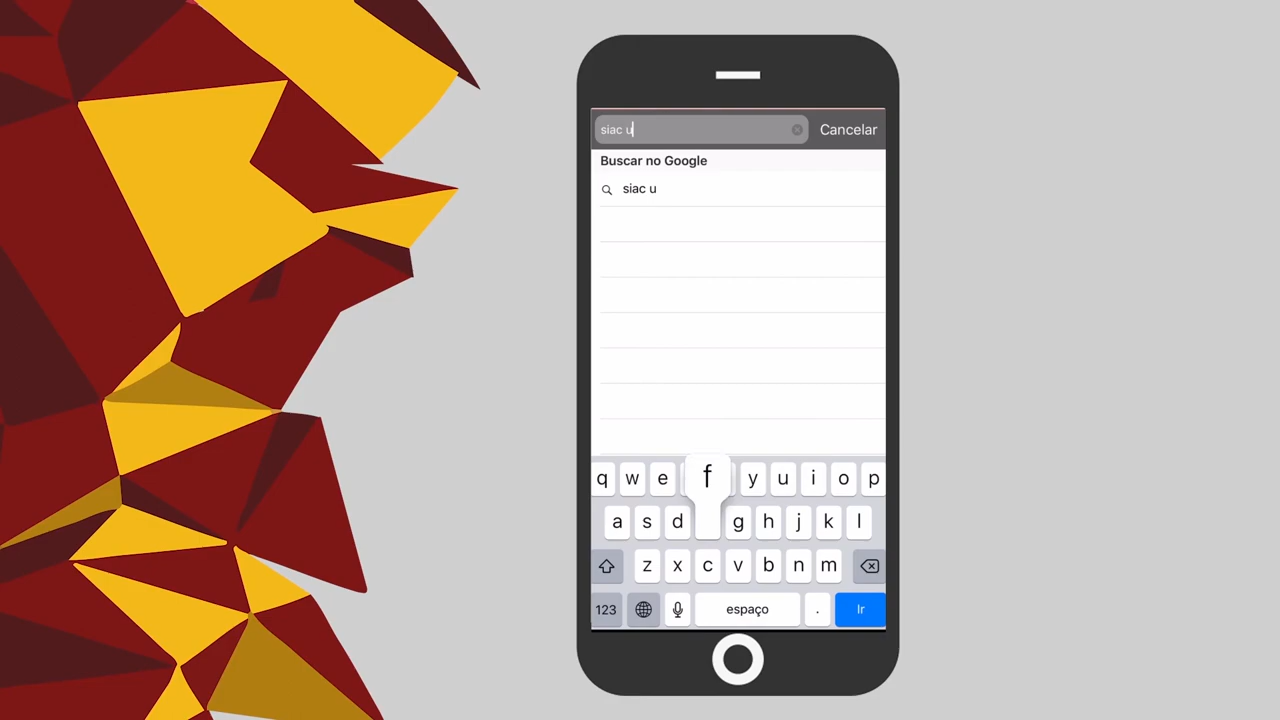 siac u
Cancelar
Buscar no Google
siac u
q w e f y u i o p
a s d g h j k l
z x c v b n m
123 espaço . Ir